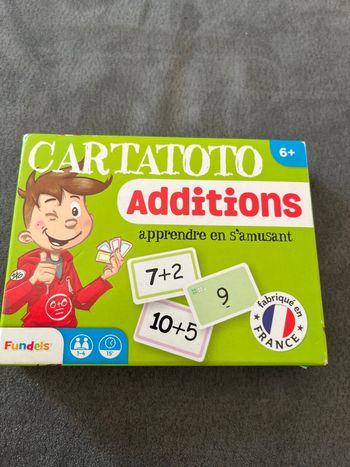 CARTATOTO
6+
Additions
apprendre en s'amusant
7+2
9
10+5
fabriqué en
FRANCE
Fundels
1-4
15'